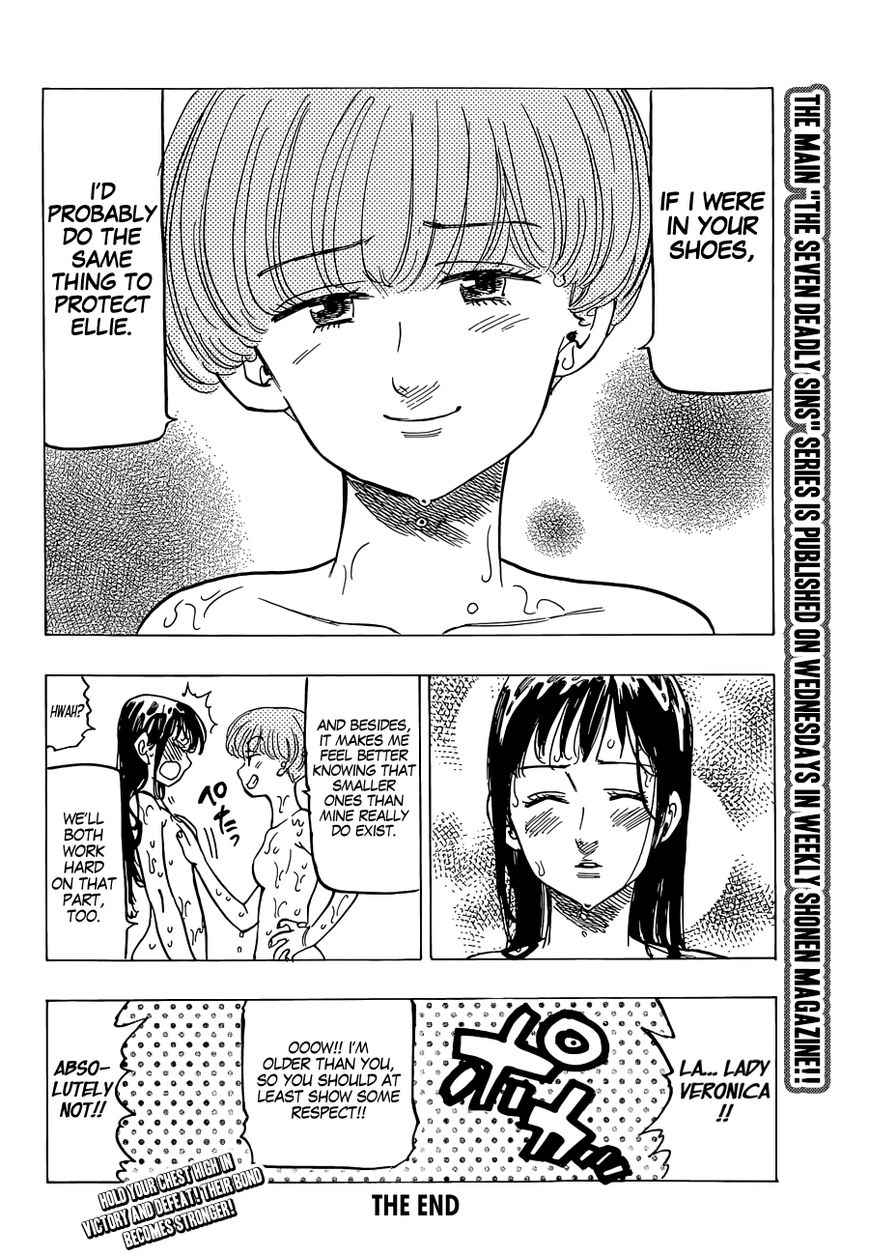 THE MAIN "THE SEVEN DEADLY SINS" SERIES IS PUBLISHED ON WEDNESDAYS IN WEEKLY SHONEN MAGAZINE!!
IF I WERE
IN YOUR
SHOES,
I'D
PROBABLY
DO THE
SAME
THING TO
PROTECT
ELLIE.
AND BESIDES,
IT MAKES ME
FEEL BETTER
KNOWING THAT
SMALLER
ONES THAN
MINE REALLY
DO EXIST.
HWAH?
WE'LL
BOTH
WORK
HARD
ON THAT
PART,
TOO.
LA... LADY
VERONICA
!!
OOOW!! I'M
OLDER THAN YOU,
SO YOU SHOULD AT
LEAST SHOW SOME
RESPECT!!
ABSO-
LUTELY
NOT!!
HOLD YOUR CHEST HIGH IN
VICTORY AND DEFEAT! THEIR BOND
BECOMES STRONGER!
THE END